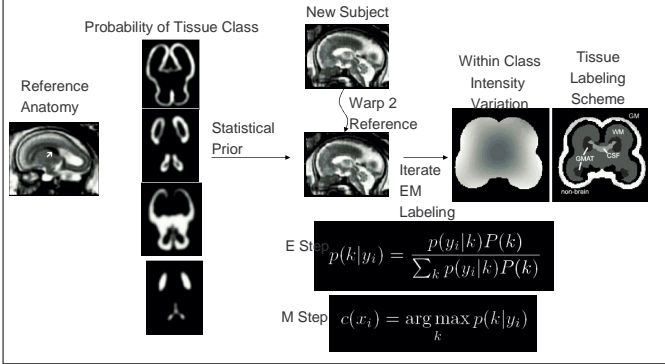 Probability of Tissue Class
New Subject
Reference
Anatomy
Statistical
Prior
Warp 2
Reference
Within Class
Intensity
Variation
Tissue
Labeling
Scheme
Iterate
EM
Labeling
GM
WM
GMAT
CSF
non-brain
E Step
p(k|y_i) = p(y_i|k)P(k) / ∑_k p(y_i|k)P(k)
M Step
c(x_i) = arg max_k p(k|y_i)